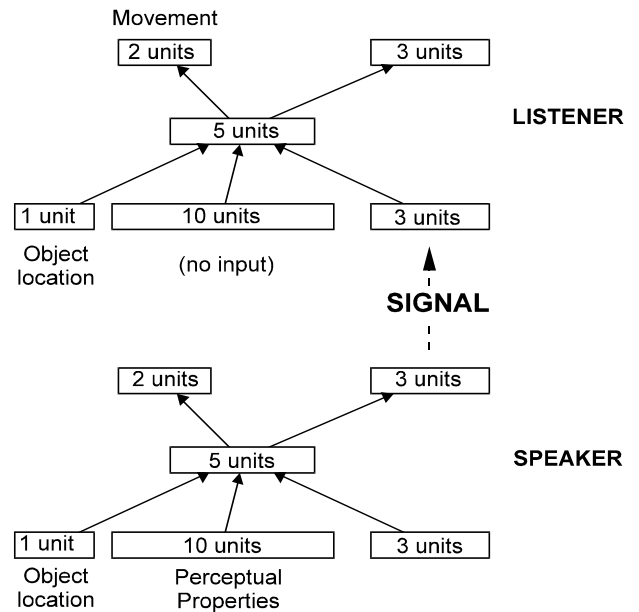 Movement
2 units
3 units
LISTENER
5 units
1 unit
10 units
3 units
Object
location
(no input)
SIGNAL
2 units
3 units
SPEAKER
5 units
1 unit
10 units
3 units
Object
location
Perceptual
Properties